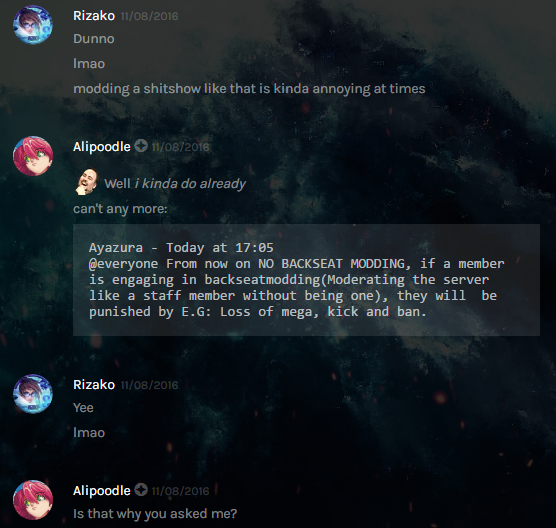 Rizako 11/08/2016
Dunno
lmao
modding a shitshow like that is kinda annoying at times
Alipoodle 11/08/2016
Well i kinda do already
can't any more:
Ayazura - Today at 17:05
@everyone From now on NO BACKSEAT MODDING, if a member
is engaging in backseatmodding(Moderating the server
like a staff member without being one), they will  be
punished by E.G: Loss of mega, kick and ban.
Rizako 11/08/2016
Yee
lmao
Alipoodle 11/08/2016
Is that why you asked me?